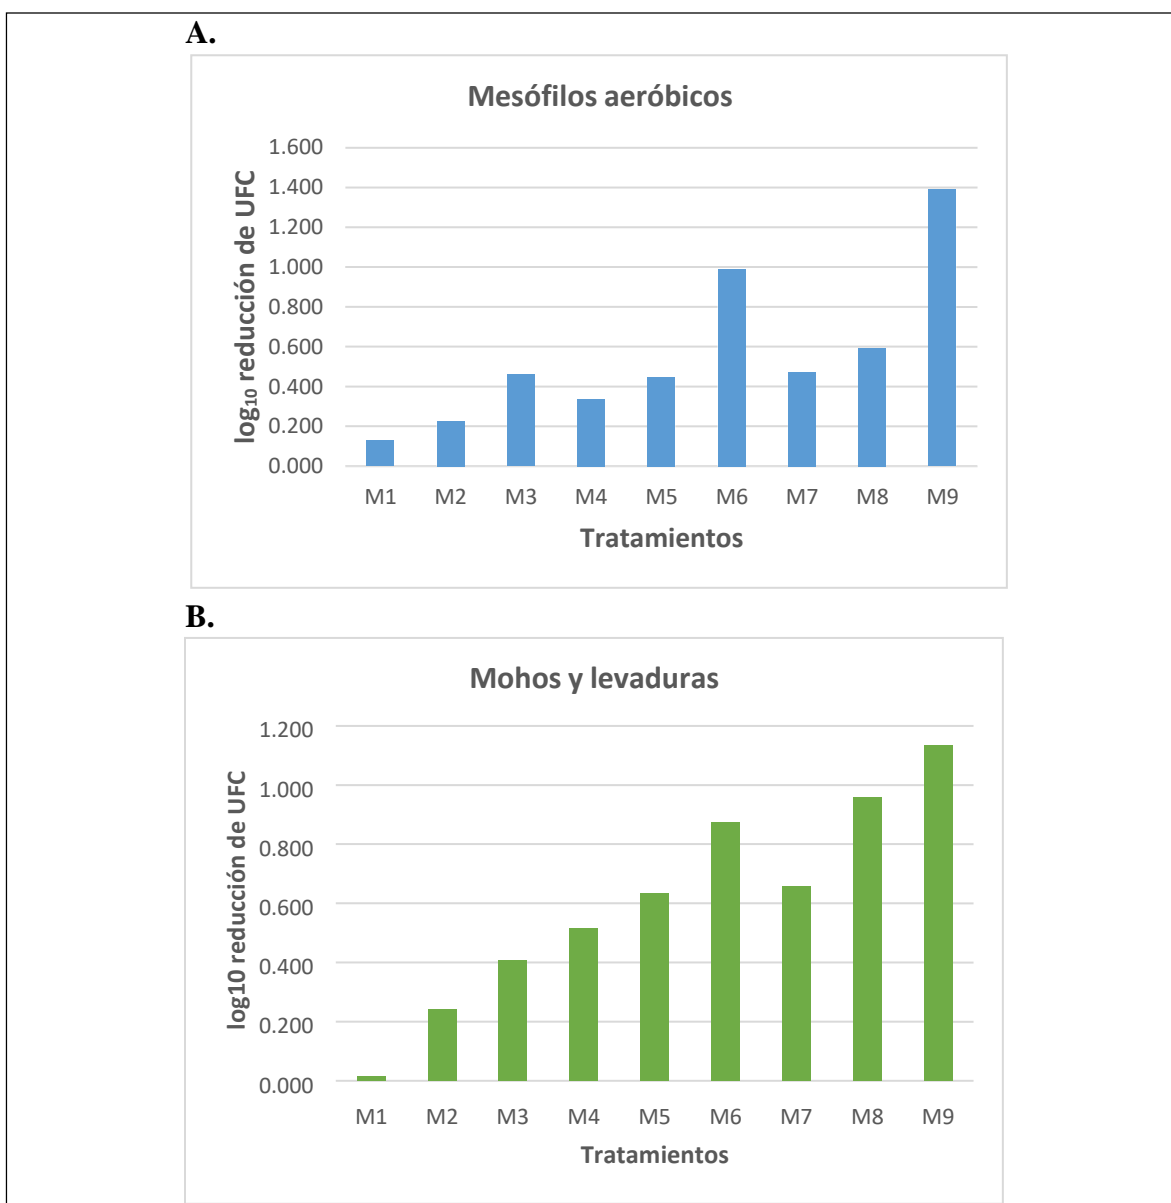 A.
Mesófilos aeróbicos
log₁₀ reducción de UFC
1.600
1.400
1.200
1.000
0.800
0.600
0.400
0.200
0.000
M1 M2 M3 M4 M5 M6 M7 M8 M9
Tratamientos
B.
Mohos y levaduras
log10 reducción de UFC
1.200
1.000
0.800
0.600
0.400
0.200
0.000
M1 M2 M3 M4 M5 M6 M7 M8 M9
Tratamientos